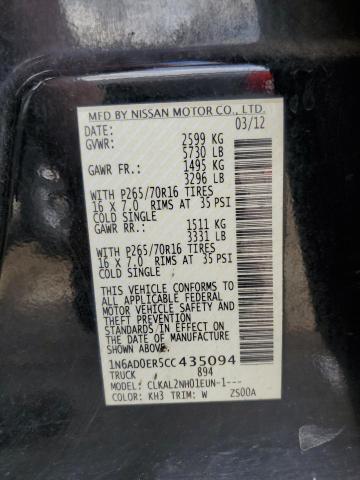 MFD BY NISSAN MOTOR CO., LTD.
DATE: 03/12
GVWR: 2599 KG
5730 LB
GAWR FR.: 1495 KG
3296 LB
WITH P265/70R16 TIRES
16 X 7.0 RIMS AT 35 PSI
COLD SINGLE
GAWR RR.: 1511 KG
3331 LB
WITH P265/70R16 TIRES
16 X 7.0 RIMS AT 35 PSI
COLD SINGLE
THIS VEHICLE CONFORMS TO
ALL APPLICABLE FEDERAL
MOTOR VEHICLE SAFETY AND
THEFT PREVENTION
STANDARDS IN EFFECT ON THE
DATE OF MANUFACTURE
SHOWN ABOVE.
1N6AD0ER5CC435094
TRUCK 894
MODEL: CLKAL2NH01EUN-1---
COLOR: KH3 TRIM: W ZS00A